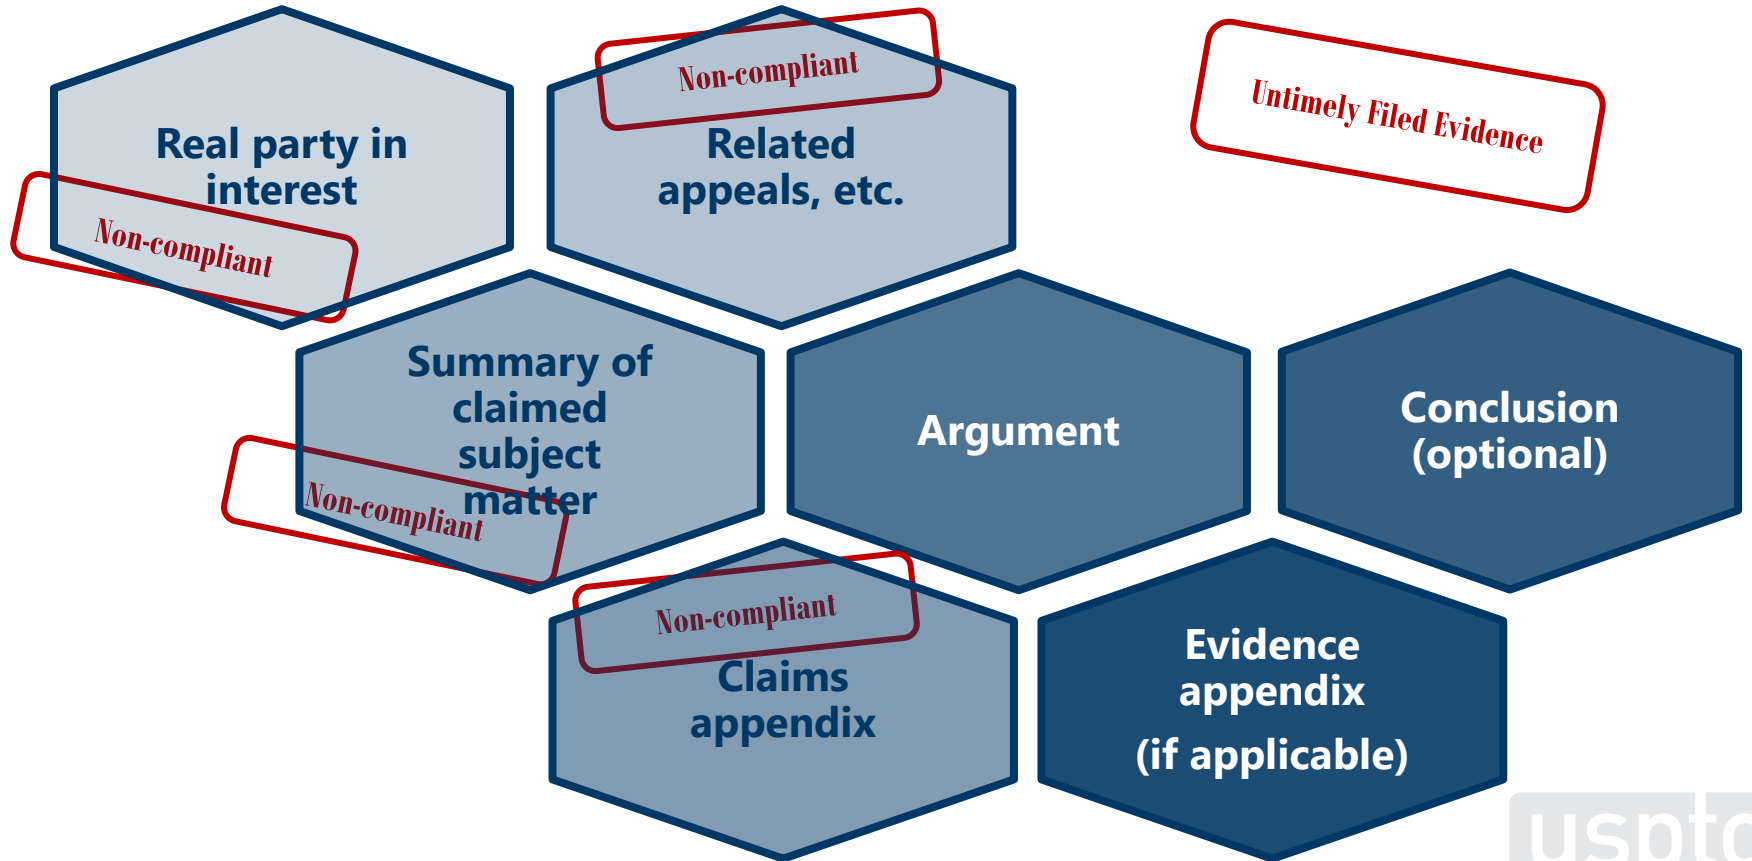 Non-compliant
Untimely Filed Evidence
Real party in
interest
Related
appeals, etc.
Non-compliant
Summary of
claimed
subject
matter
Argument
Conclusion
(optional)
Non-compliant
Non-compliant
Claims
appendix
Evidence
appendix
(if applicable)
uspto